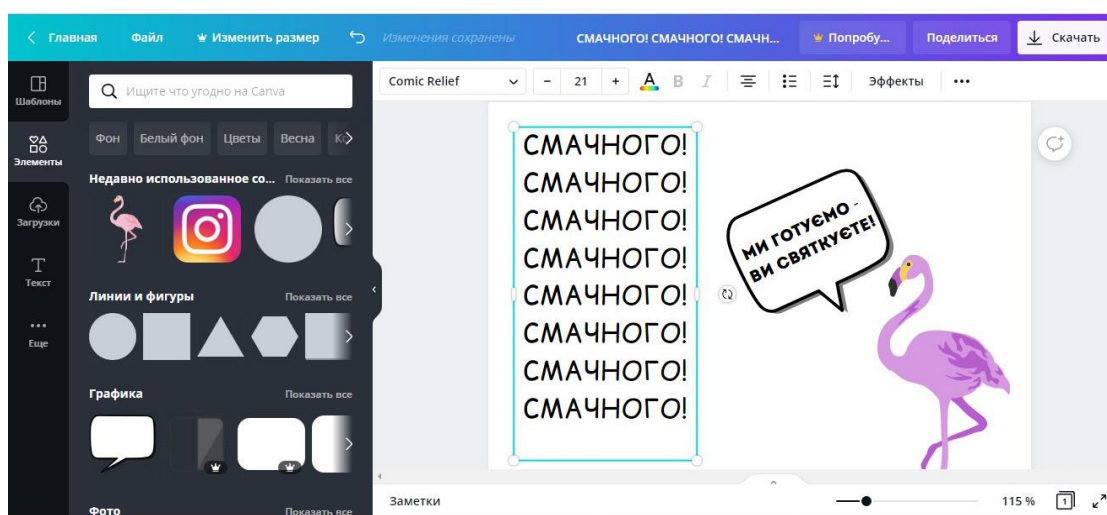 Главная Файл Изменить размер Изменения сохранены СМАЧНОГО! СМАЧНОГО! СМАЧН... Попробу... Поделиться Скачать
Шаблоны
Элементы
Загрузки
Текст
Еще
Ищите что угодно на Canva
Фон Белый фон Цветы Весна
Недавно использованное со... Показать все
Линии и фигуры Показать все
Графика Показать все
Фото Показать все
Comic Relief - 21 + A B I Эффекты
СМАЧНОГО!
СМАЧНОГО!
СМАЧНОГО!
СМАЧНОГО!
СМАЧНОГО!
СМАЧНОГО!
СМАЧНОГО!
СМАЧНОГО!
МИ ГОТУЄМО -
ВИ СВЯТКУЄТЕ!
Заметки 115 % 1